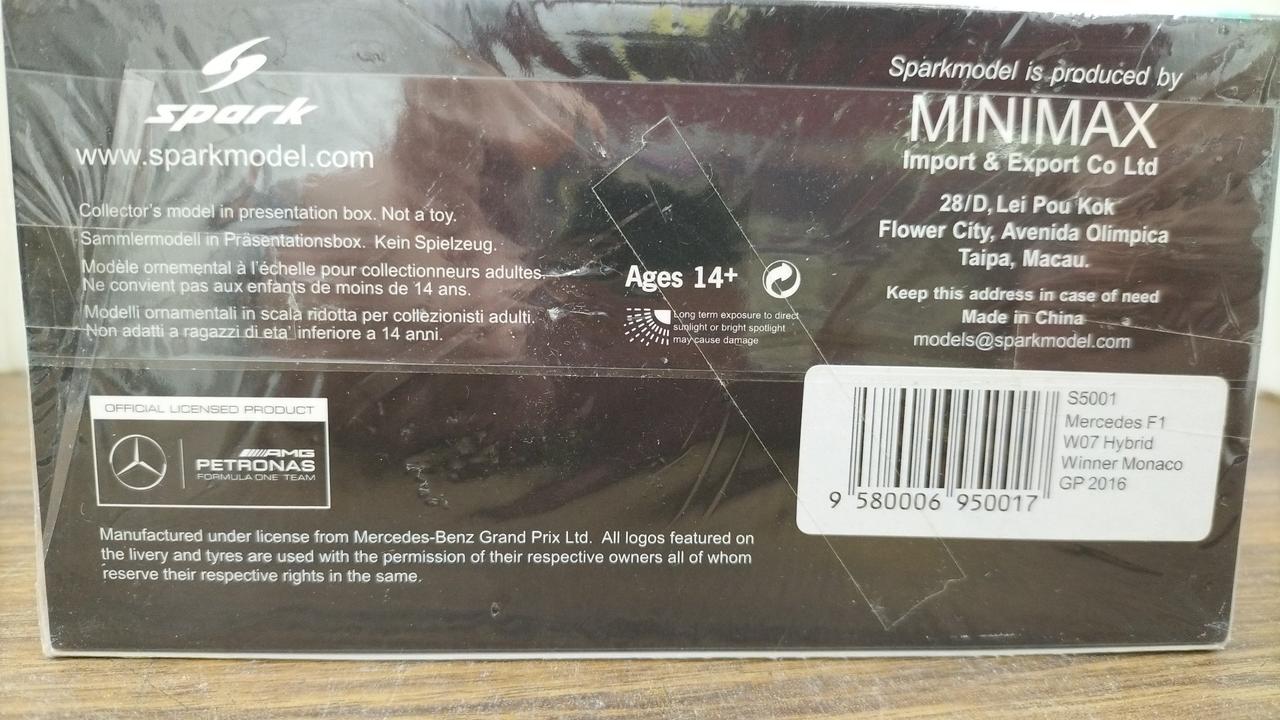 spark
www.sparkmodel.com
Collector's model in presentation box. Not a toy.
Sammlermodell in Präsentationsbox. Kein Spielzeug.
Modèle ornemental à l'échelle pour collectionneurs adultes.
Ne convient pas aux enfants de moins de 14 ans.
Modelli ornamentali in scala ridotta per collezionisti adulti.
Non adatti a ragazzi di eta' inferiore a 14 anni.
OFFICIAL LICENSED PRODUCT
AMG
PETRONAS
FORMULA ONE TEAM
Manufactured under license from Mercedes-Benz Grand Prix Ltd. All logos featured on
the livery and tyres are used with the permission of their respective owners all of whom
reserve their respective rights in the same.
Ages 14+
Long term exposure to direct
sunlight or bright spotlight
may cause damage
Sparkmodel is produced by
MINIMAX
Import & Export Co Ltd
28/D, Lei Pou Kok
Flower City, Avenida Olimpica
Taipa, Macau.
Keep this address in case of need
Made in China
models@sparkmodel.com
S5001
Mercedes F1
W07 Hybrid
Winner Monaco
GP 2016
9 580006 950017